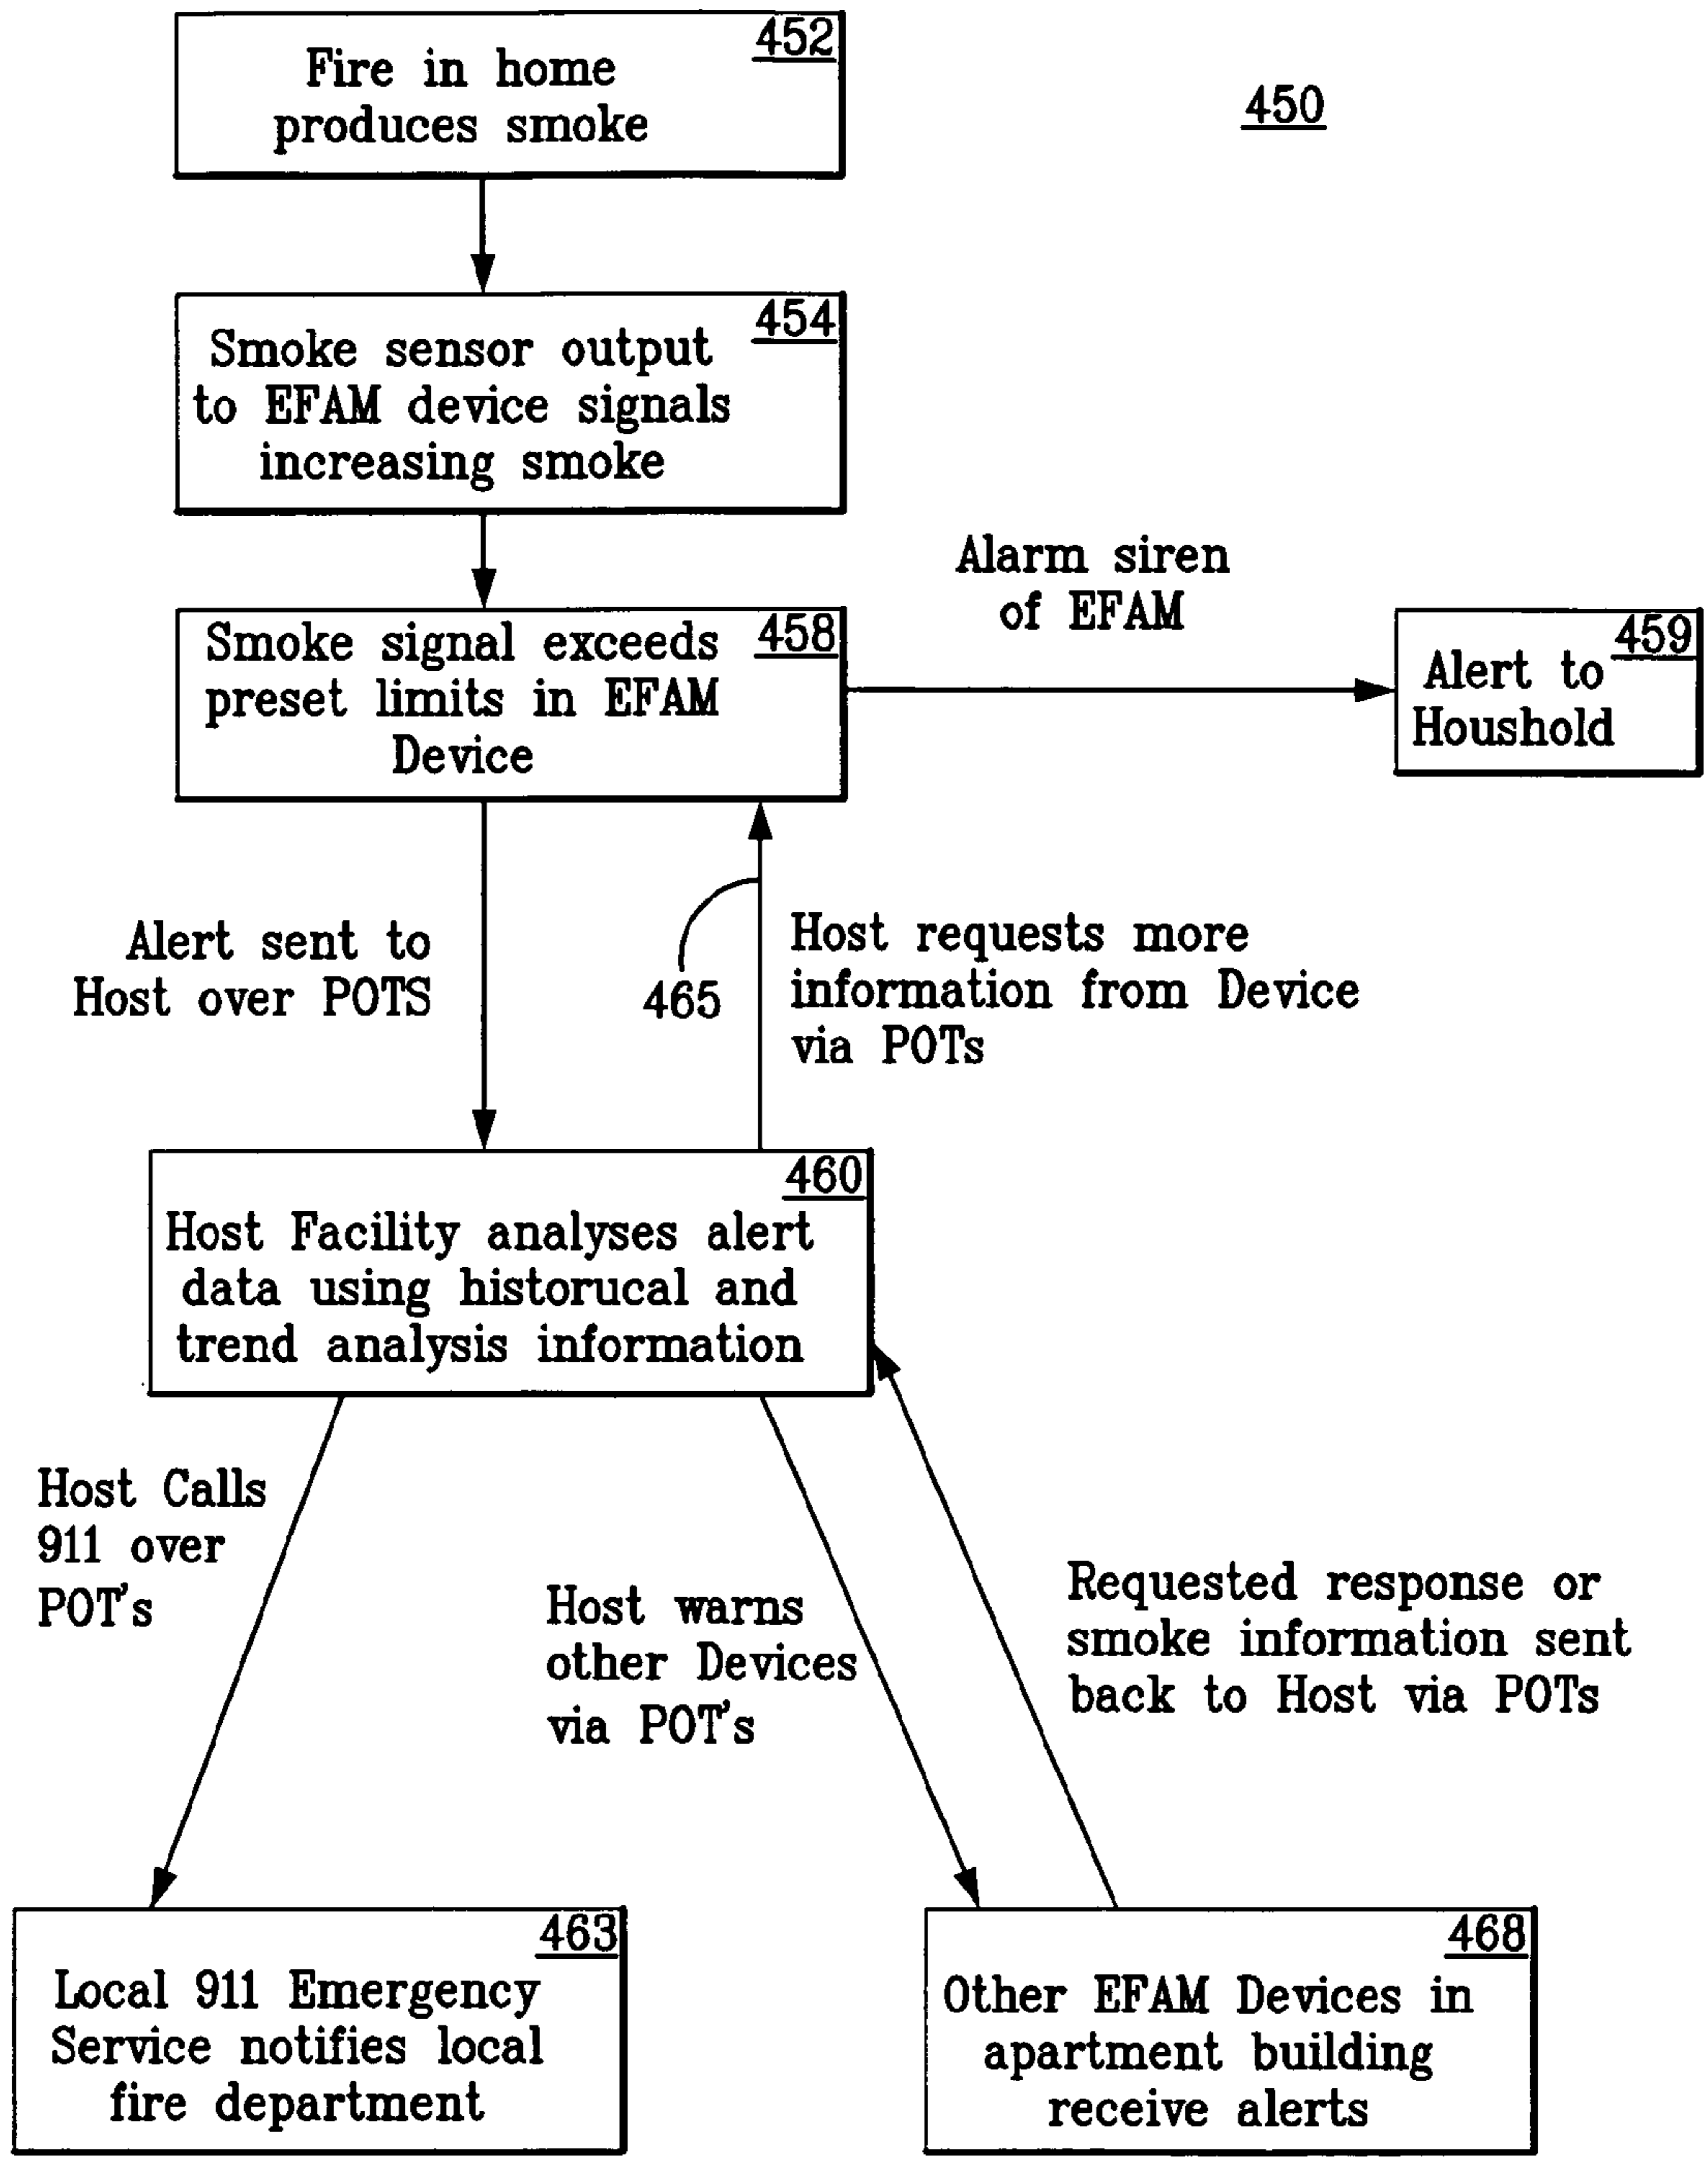 452
Fire in home
produces smoke
450
454
Smoke sensor output
to EFAM device signals
increasing smoke
458
Smoke signal exceeds
preset limits in EFAM
Device
Alarm siren
of EFAM
459
Alert to
Houshold
Alert sent to
Host over POTS
465
Host requests more
information from Device
via POTs
460
Host Facility analyses alert
data using historucal and
trend analysis information
Host Calls
911 over
POT's
Host warns
other Devices
via POT's
Requested response or
smoke information sent
back to Host via POTs
463
Local 911 Emergency
Service notifies local
fire department
468
Other EFAM Devices in
apartment building
receive alerts